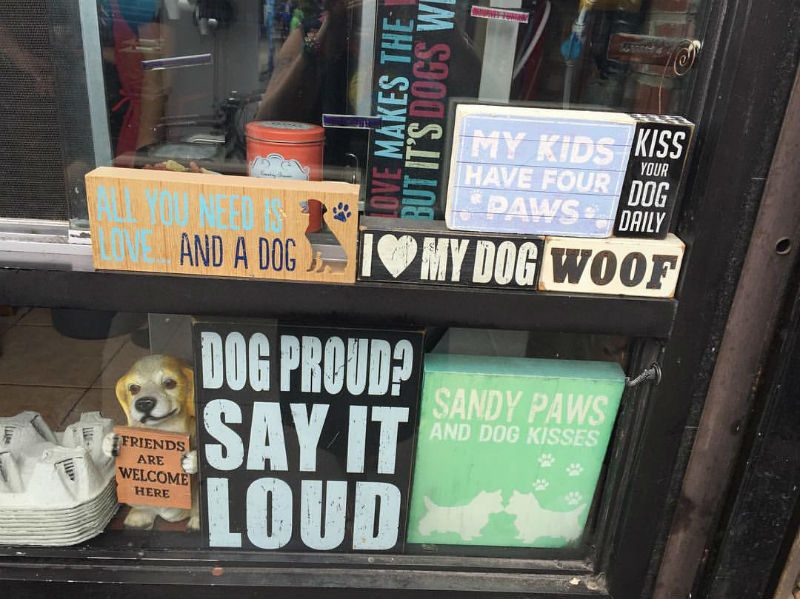 LOVE MAKES THE
BUT IT'S DOGS
MY KIDS
HAVE FOUR
PAWS
KISS
YOUR
DOG
DAILY
ALL YOU NEED IS
LOVE... AND A DOG
I ♥ MY DOG
WOOF
FRIENDS
ARE
WELCOME
HERE
DOG PROUD?
SAY IT
LOUD
SANDY PAWS
AND DOG KISSES